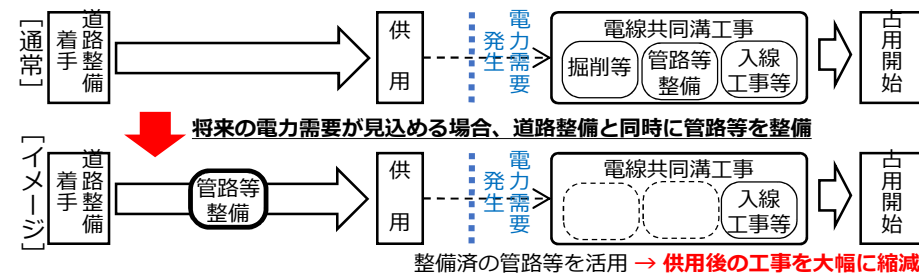 ［通常］
道路整備
着手
供用
電力需要
発生
電線共同溝工事
掘削等
管路等
整備
入線
工事等
占用開始
将来の電力需要が見込める場合、道路整備と同時に管路等を整備
［イメージ］
道路整備
着手
管路等
整備
供用
電力需要
発生
電線共同溝工事
入線
工事等
占用開始
整備済の管路等を活用 → 供用後の工事を大幅に縮減